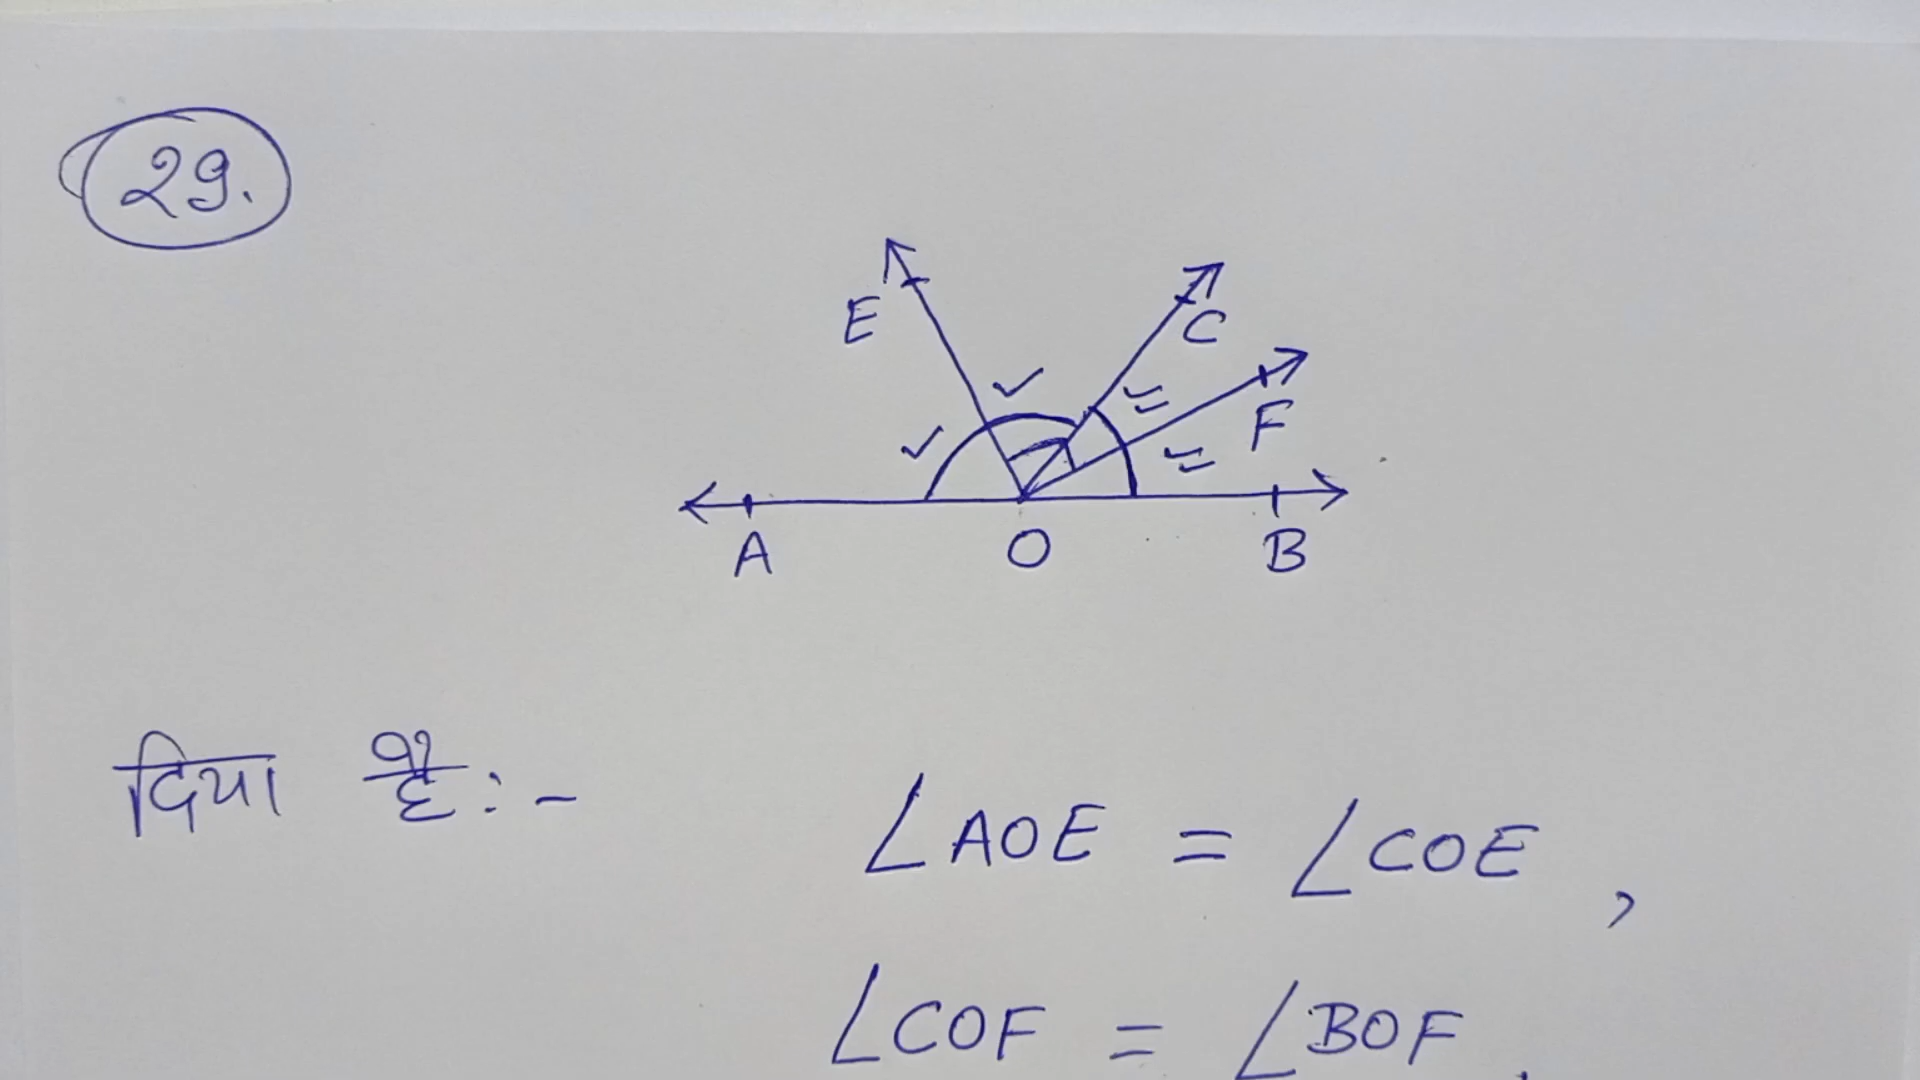 29.
E
C
F
A O B
दिया है :-
∠AOE = ∠COE ,
∠COF = ∠BOF